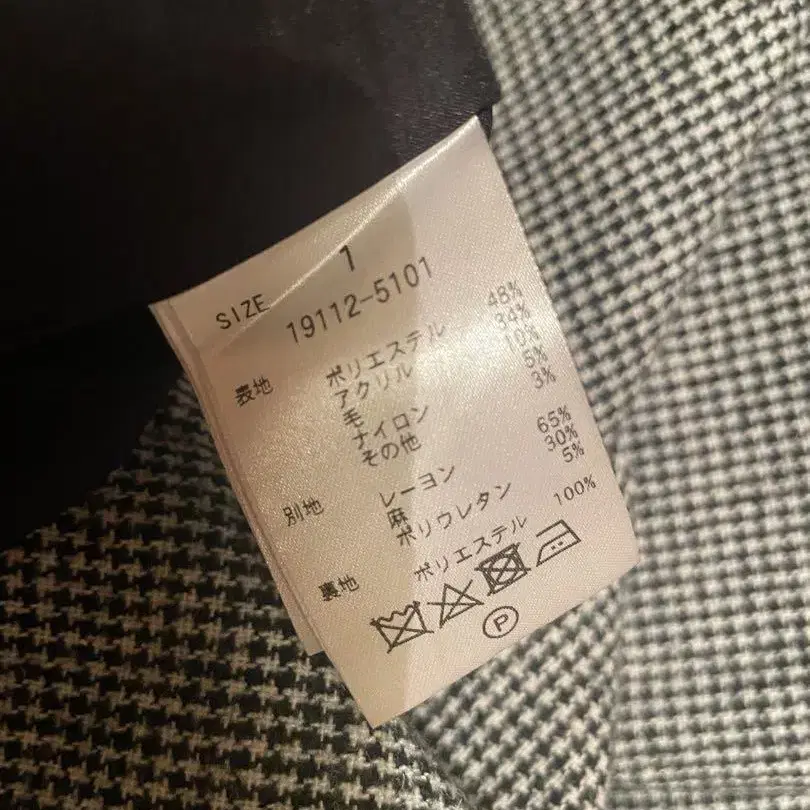 SIZE 1
19112-5101
表地 ポリエステル 48%
アクリル 34%
毛 10%
ナイロン 5%
その他 3%
別地 レーヨン 65%
麻 30%
ポリウレタン 5%
裏地 ポリエステル 100%
P